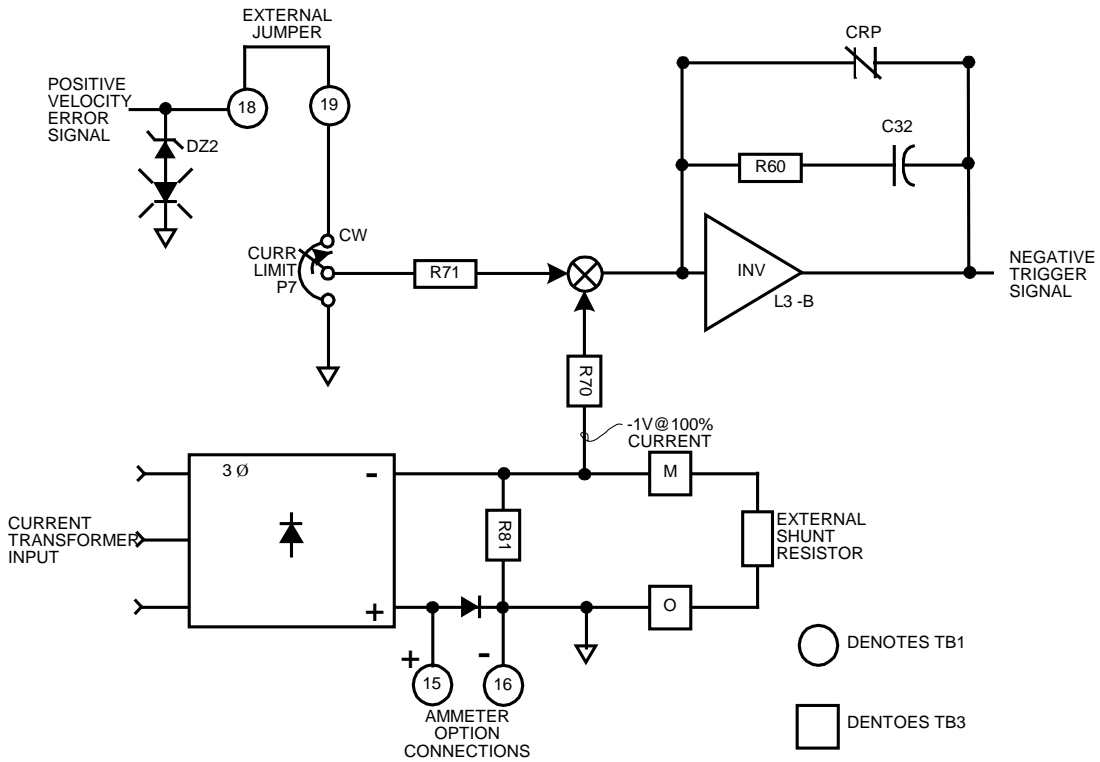 EXTERNAL
JUMPER
CRP
POSITIVE
VELOCITY
ERROR
SIGNAL
18
19
DZ2
C32
R60
CW
CURR
LIMIT
P7
R71
INV
L3 -B
NEGATIVE
TRIGGER
SIGNAL
R70
-1V@100%
CURRENT
3 Ø
-
M
CURRENT
TRANSFORMER
INPUT
R81
EXTERNAL
SHUNT
RESISTOR
+
O
+
-
15
16
AMMETER
OPTION
CONNECTIONS
DENOTES TB1
DENTOES TB3